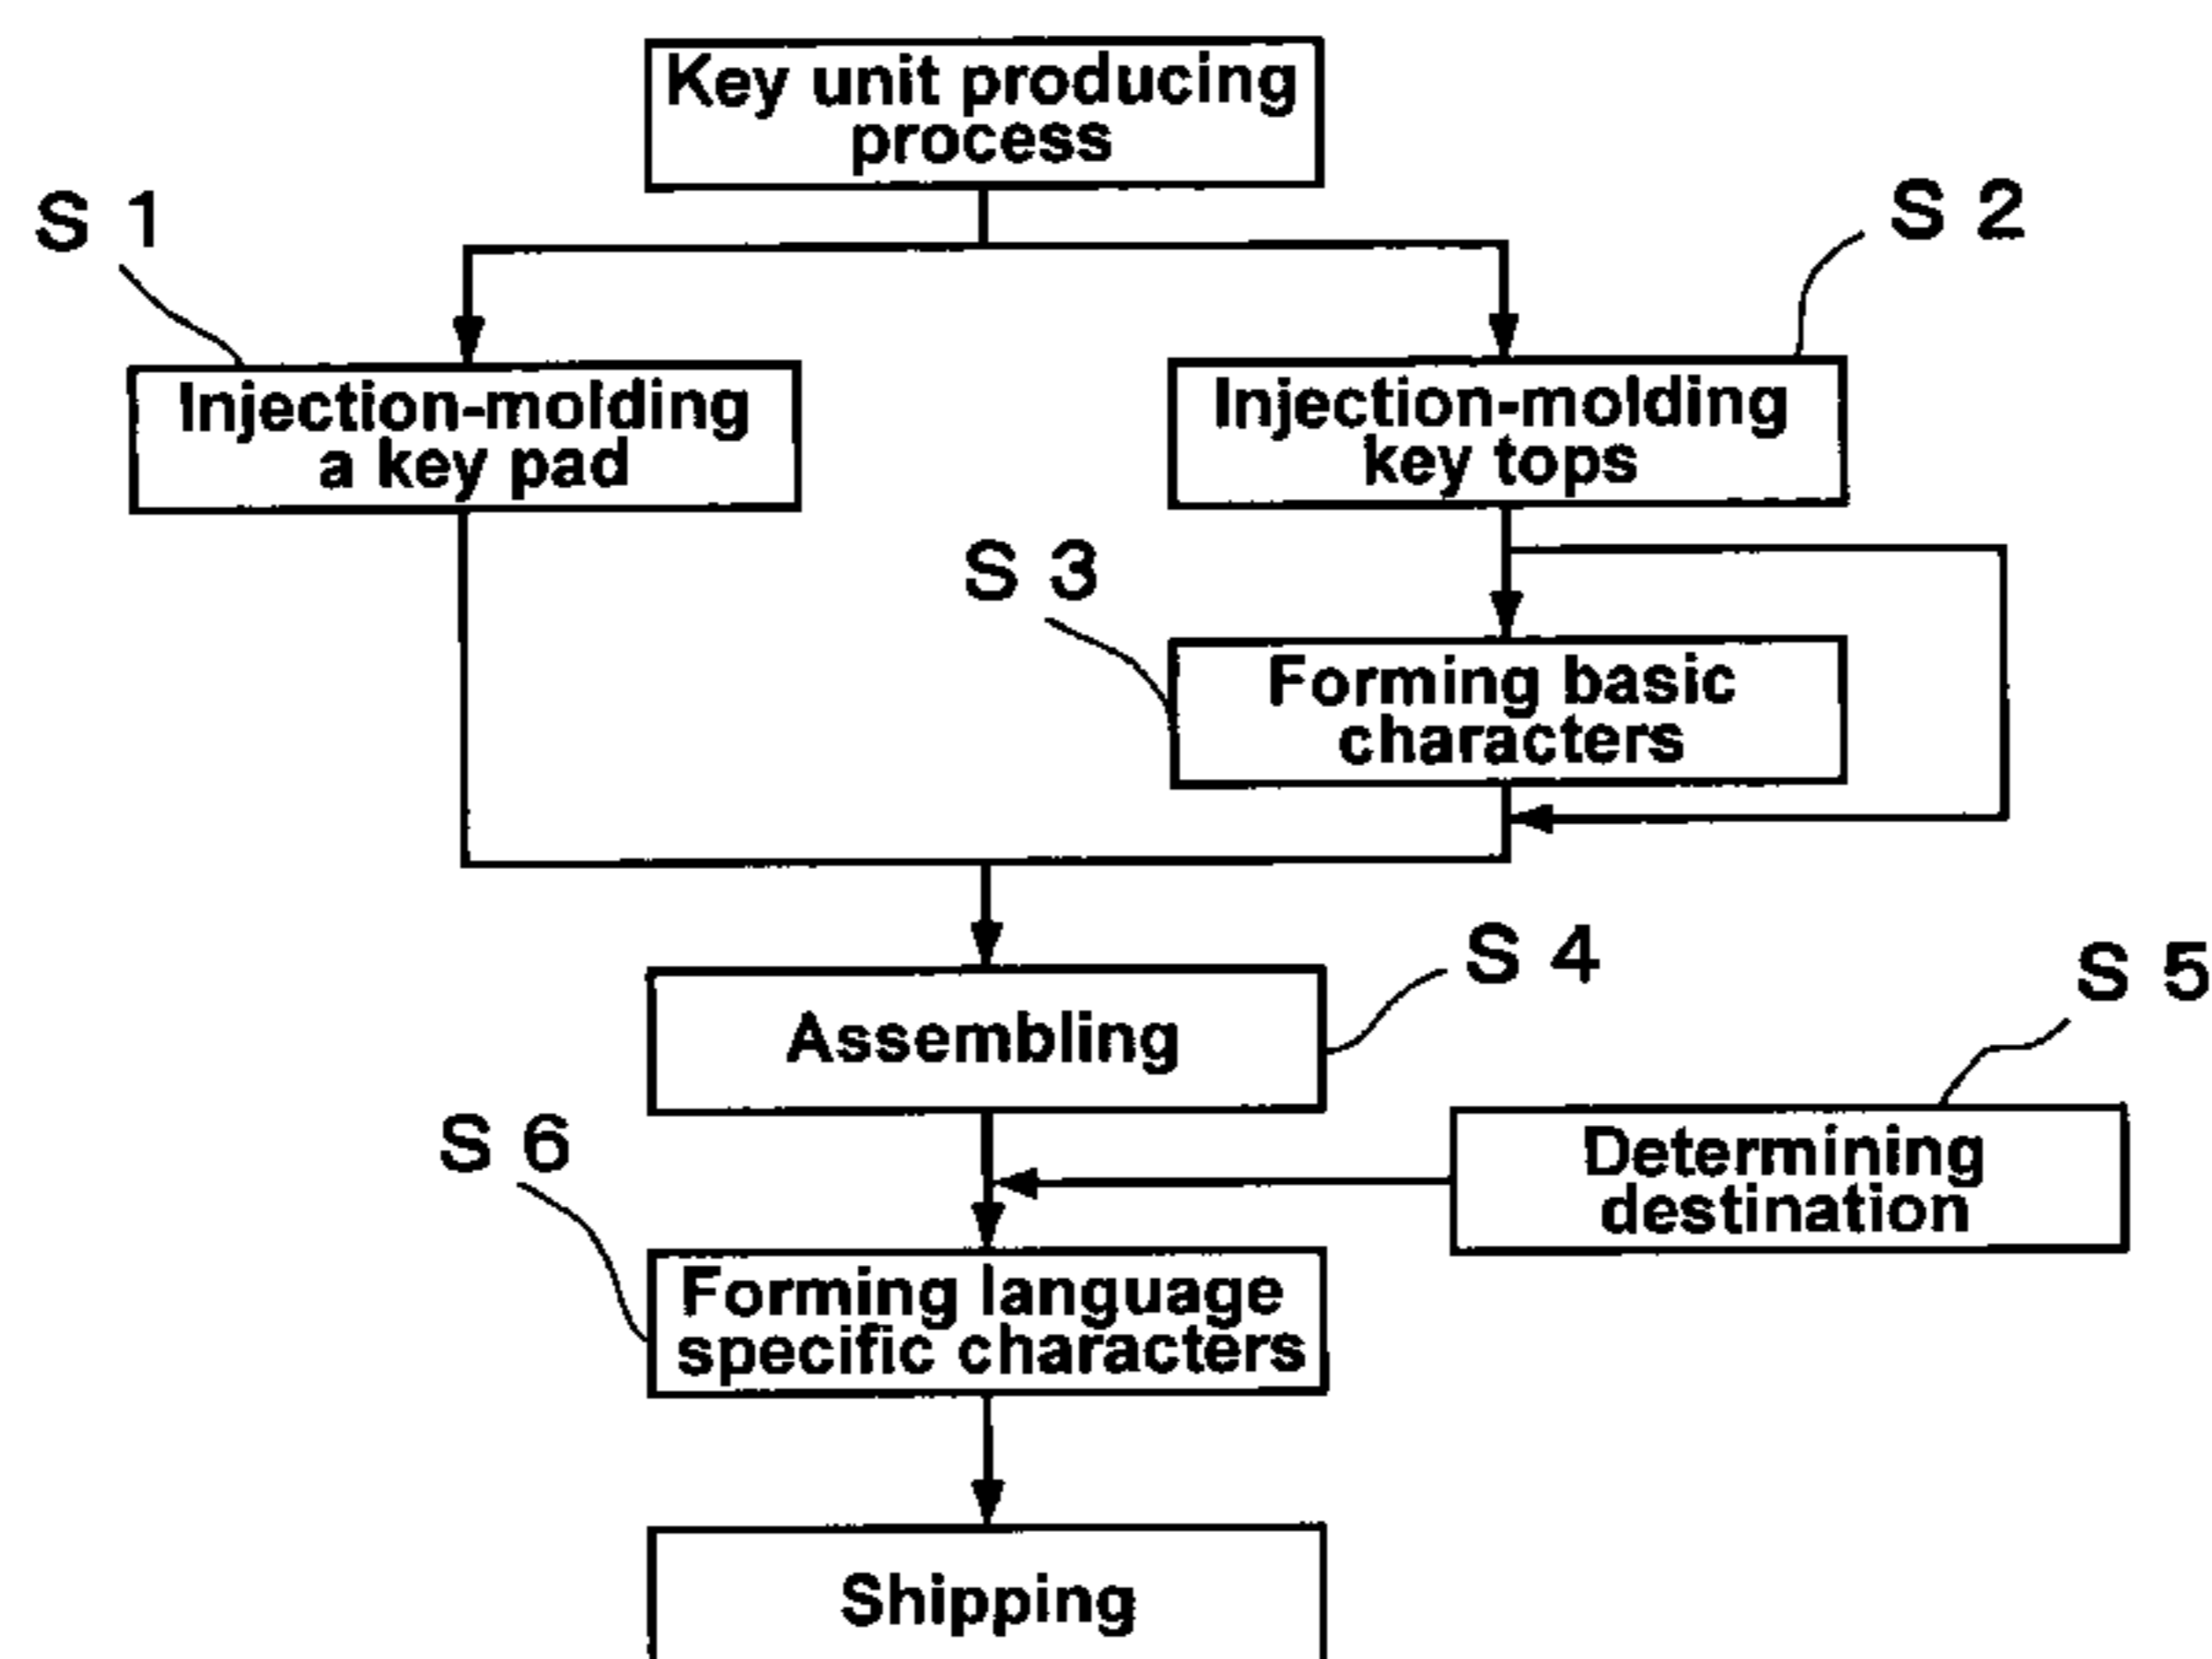 Key unit producing
process
S 1
S 2
Injection-molding
a key pad
Injection-molding
key tops
S 3
Forming basic
characters
Assembling
S 4
S 5
Determining
destination
S 6
Forming language
specific characters
Shipping